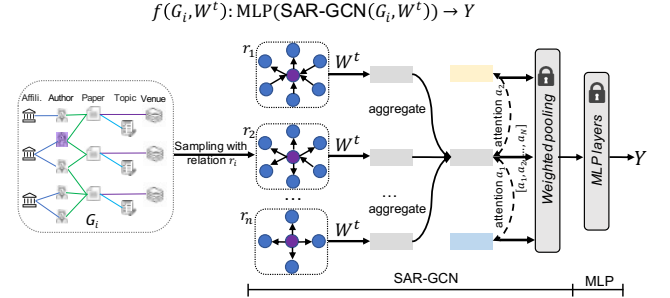 f(G_i, W^t): MLP(SAR-GCN(G_i, W^t)) → Y
Affili. Author Paper Topic Venue
G_i
Sampling with
relation r_i
r_1
W^t
aggregate
r_2
W^t
...
...
aggregate
r_n
W^t
attention a_2
attention a_1
[a_1, a_2, ..., a_N]
Weighted pooling
MLP layers
Y
SAR-GCN
MLP